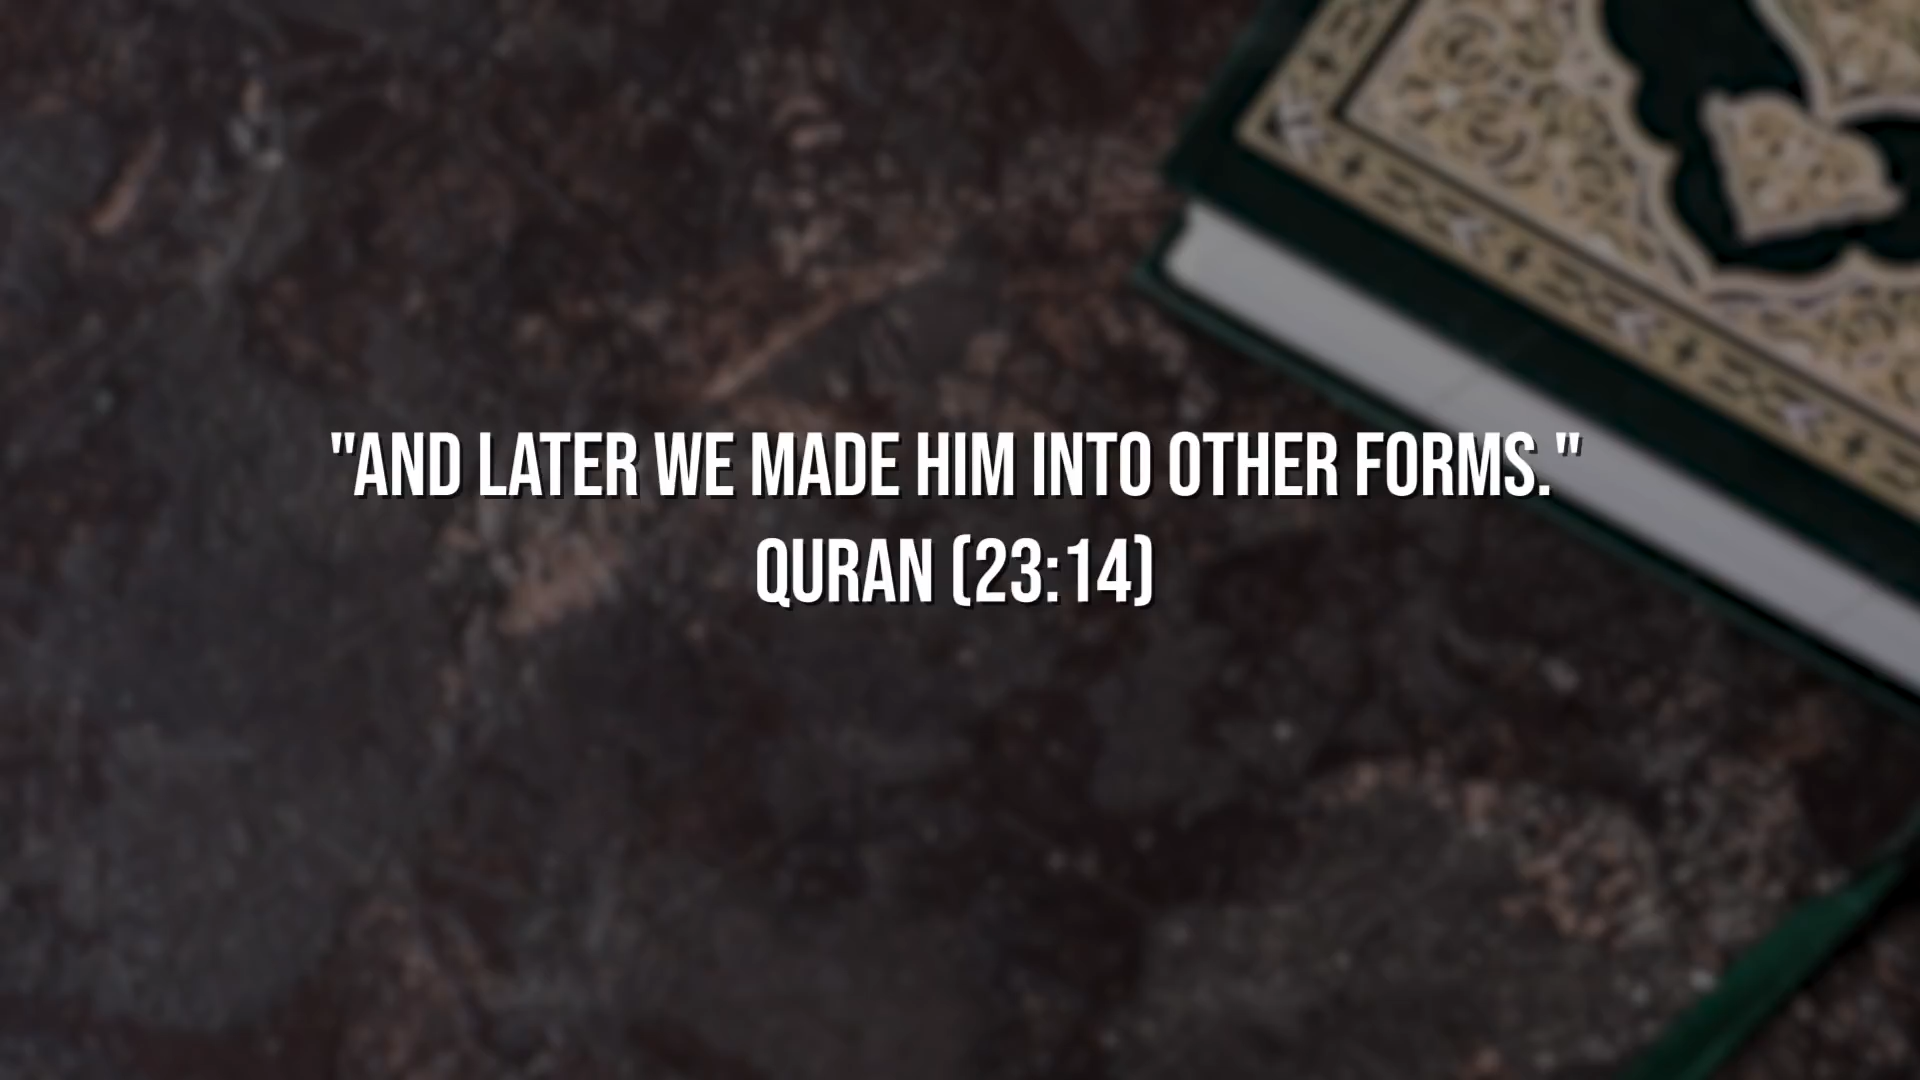 "AND LATER WE MADE HIM INTO OTHER FORMS."
QURAN (23:14)